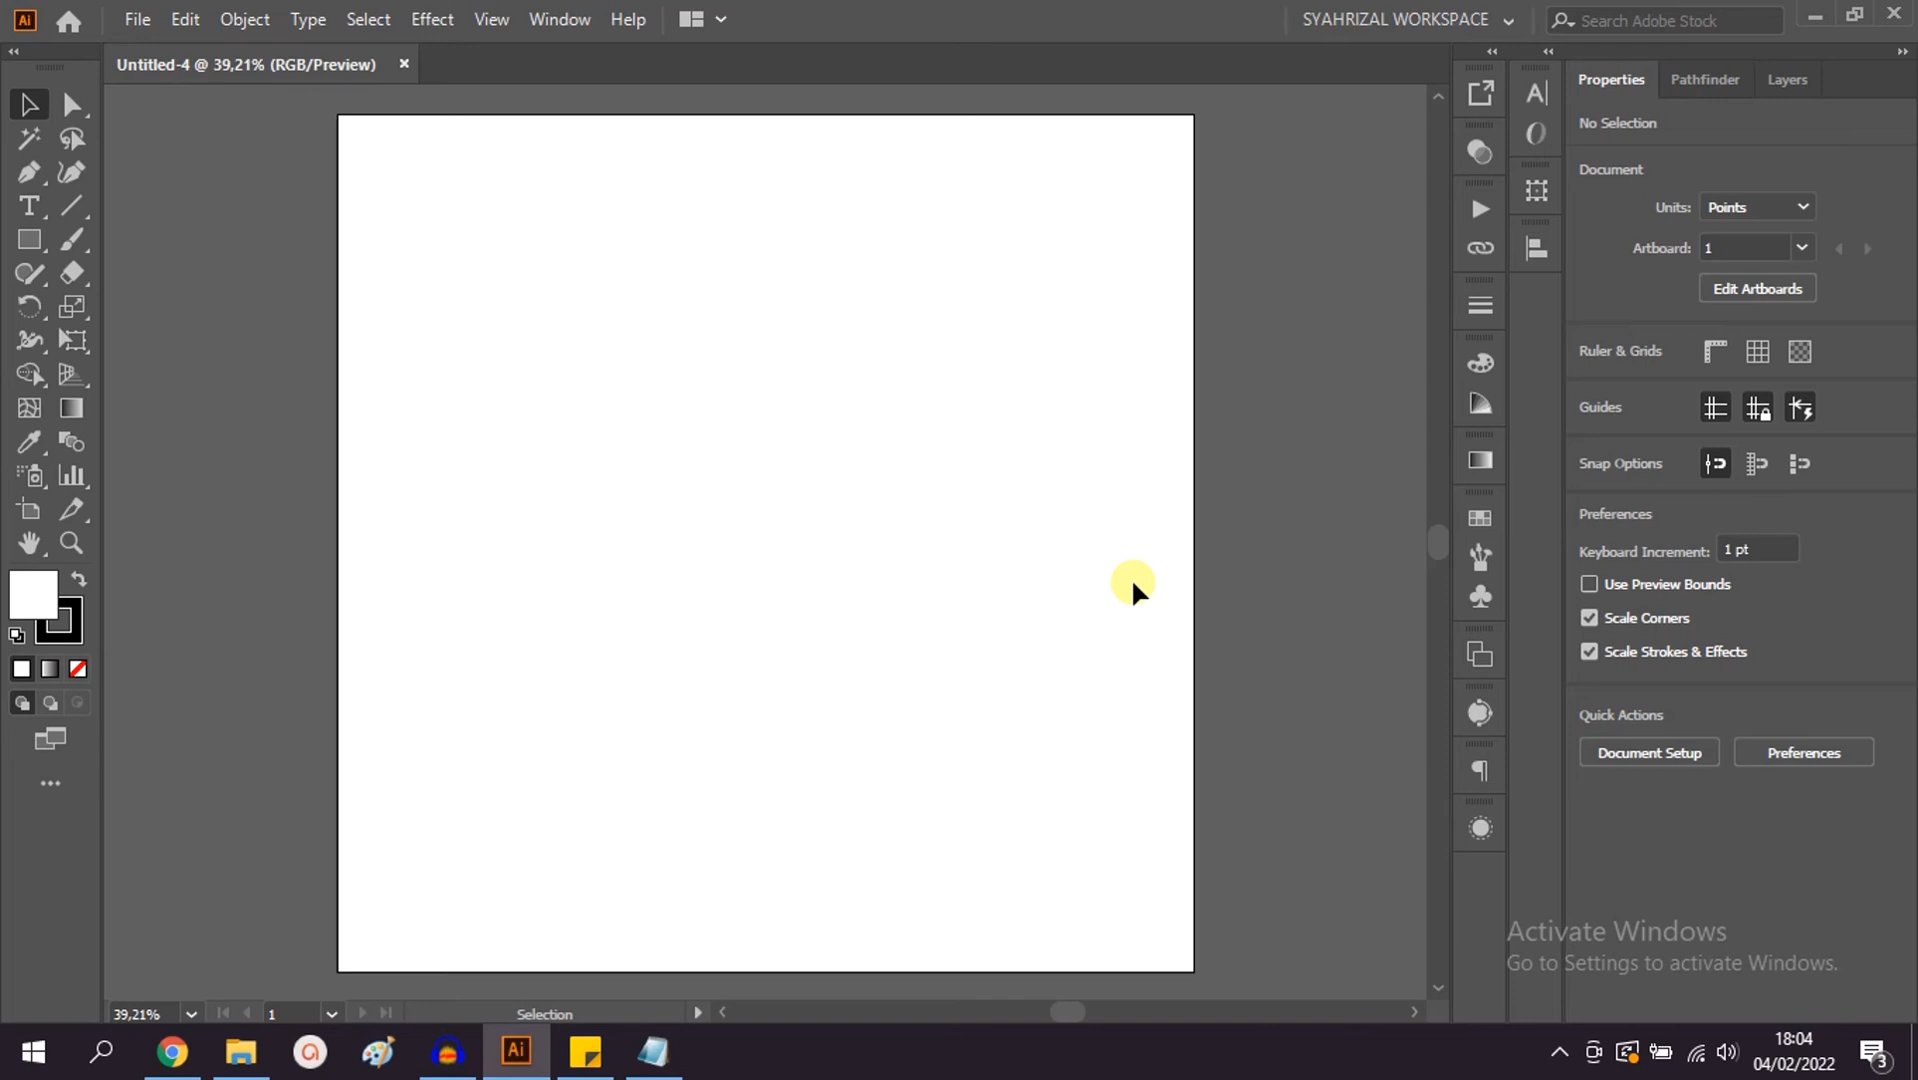 Ai File Edit Object Type Select Effect View Window Help SYAHRIZAL WORKSPACE Search Adobe Stock
Untitled-4 @ 39,21% (RGB/Preview)
Properties Pathfinder Layers
No Selection
Document
Units: Points
Artboard: 1
Edit Artboards
Ruler & Grids
Guides
Snap Options
Preferences
Keyboard Increment: 1 pt
Use Preview Bounds
Scale Corners
Scale Strokes & Effects
Quick Actions
Document Setup Preferences
Activate Windows
Go to Settings to activate Windows.
39,21% 1 Selection
Ai
18:04
04/02/2022
3